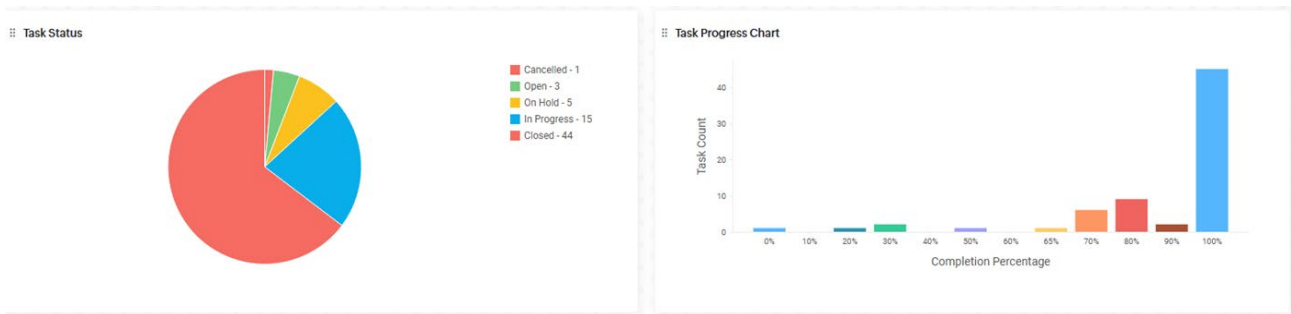 Task Status
Cancelled - 1
Open - 3
On Hold - 5
In Progress - 15
Closed - 44
Task Progress Chart
Task Count
40
30
20
10
0
0% 10% 20% 30% 40% 50% 60% 65% 70% 80% 90% 100%
Completion Percentage